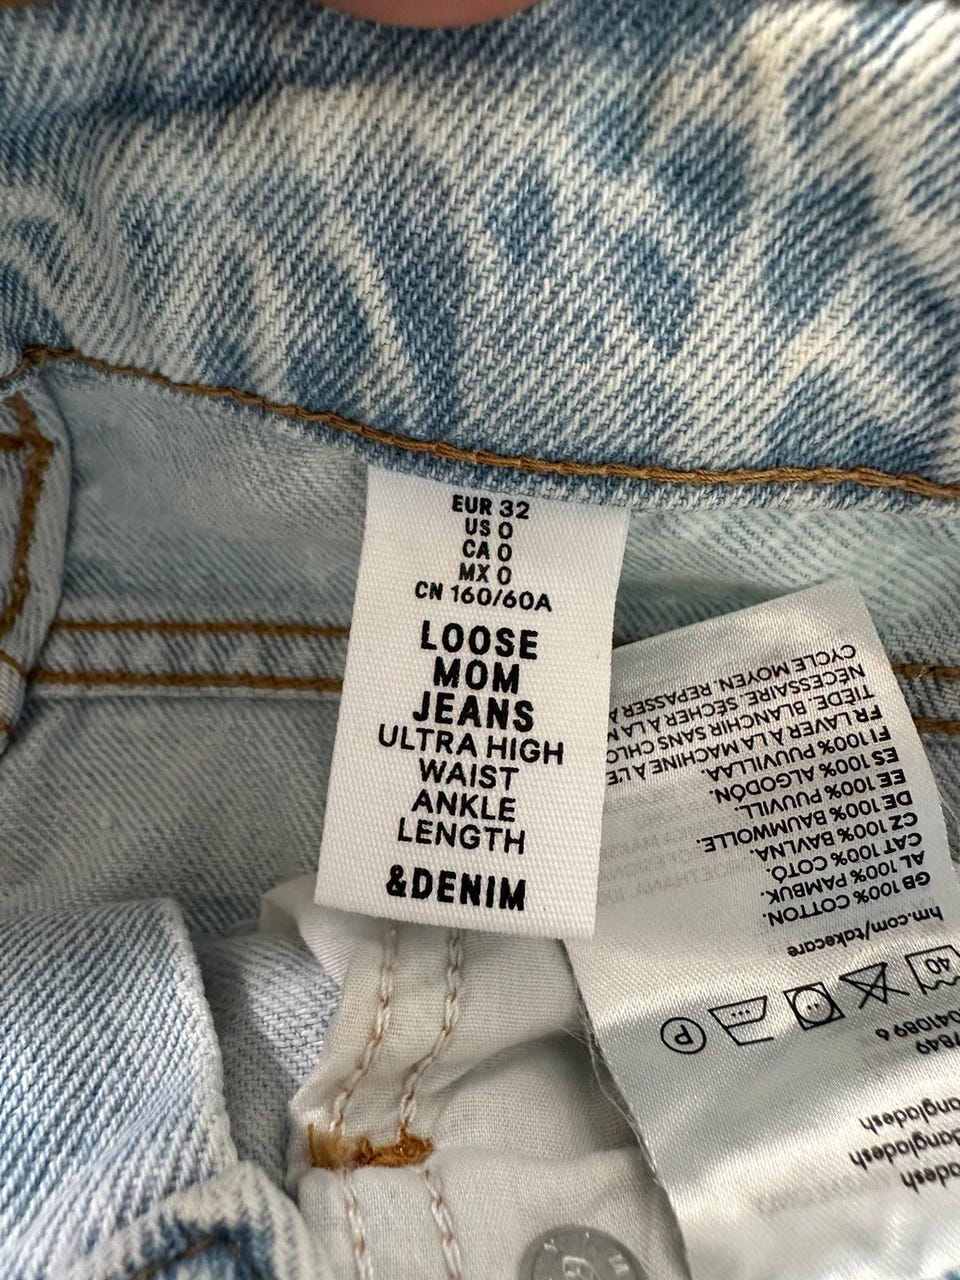 EUR 32
US 0
CA 0
MX 0
CN 160/60A
LOOSE
MOM
JEANS
ULTRA HIGH
WAIST
ANKLE
LENGTH
&DENIM
40
P
hm.com/takecare
GB 100% COTTON.
AL 100% PAMBUK.
CAT 100% COTÓ.
CZ 100% BAVLNA
DE 100% BAUMWOLLE.
EE 100% PUUVILL.
ES 100% ALGODÓN.
FI 100% PUUVILLAA.
FR LAVER À LA MACHINE À
TIÈDE. BLANCHIR SANS
NÉCESSAIRE. SÉCHER À LA
CYCLE MOYEN. REPASSER